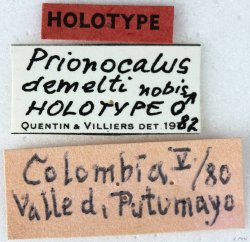 HOLOTYPE
Prionocalus
demelti nobis
HOLOTYPE ♂
QUENTIN & VILLIERS DET 1982
Colombia V/80
Valle di Putumayo